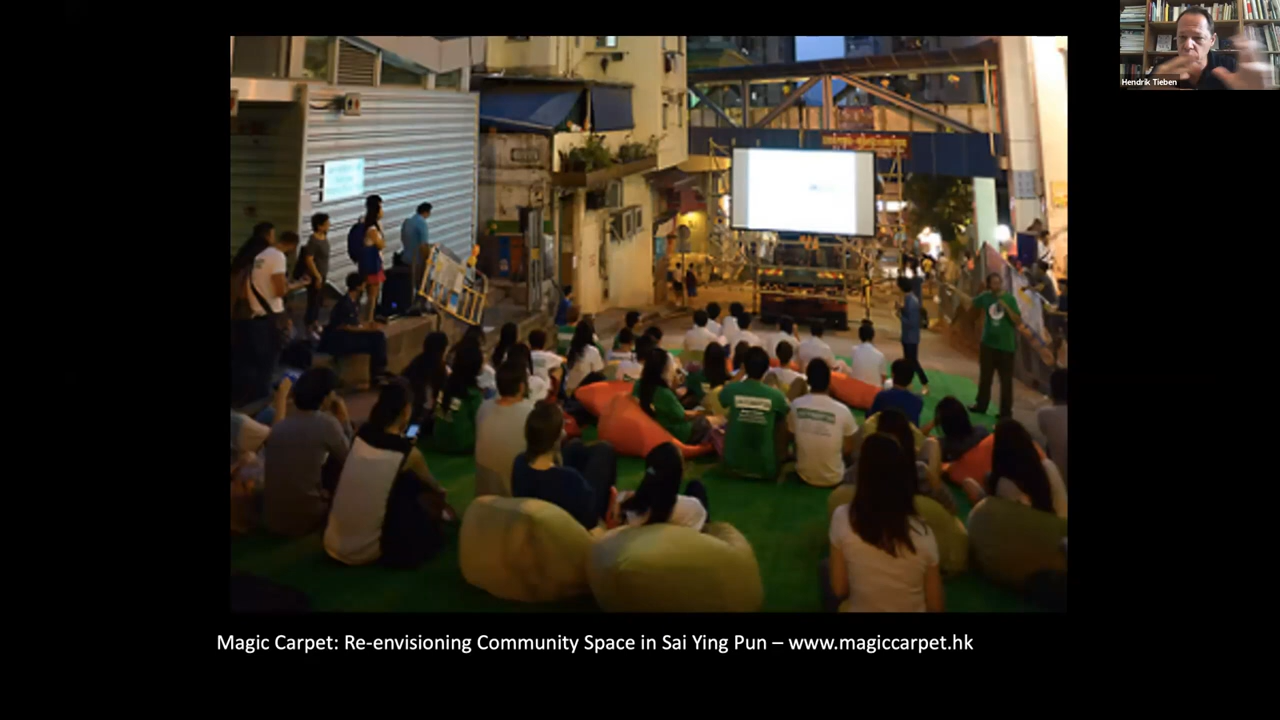 Hendrik Tieben
Magic Carpet: Re-envisioning Community Space in Sai Ying Pun – www.magiccarpet.hk